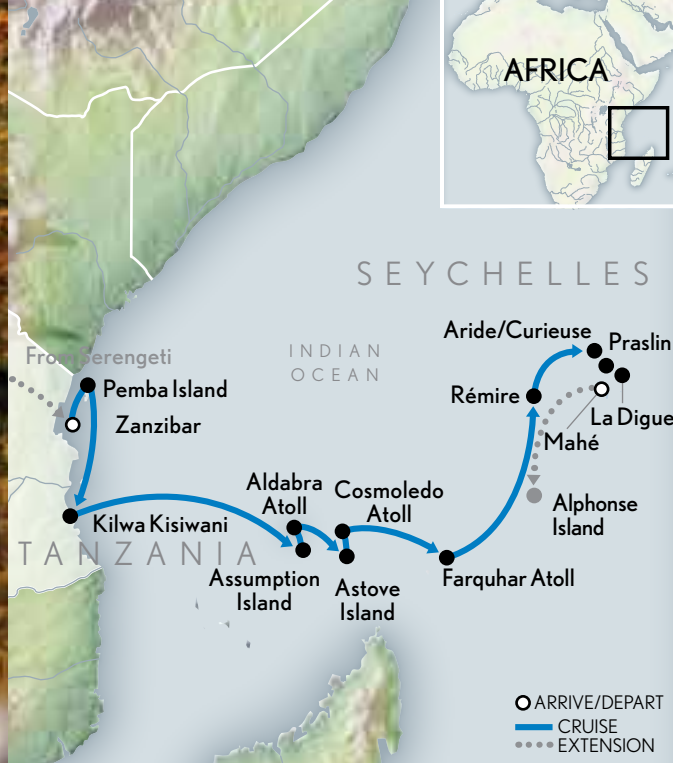 AFRICA
SEYCHELLES
Aride/Curieuse
Praslin
INDIAN
OCEAN
From Serengeti
Pemba Island
Rémire
La Digue
Zanzibar
Mahé
Aldabra
Atoll
Cosmoledo
Atoll
Alphonse
Island
Kilwa Kisiwani
TANZANIA
Assumption
Island
Astove
Island
Farquhar Atoll
ARRIVE/DEPART
CRUISE
EXTENSION